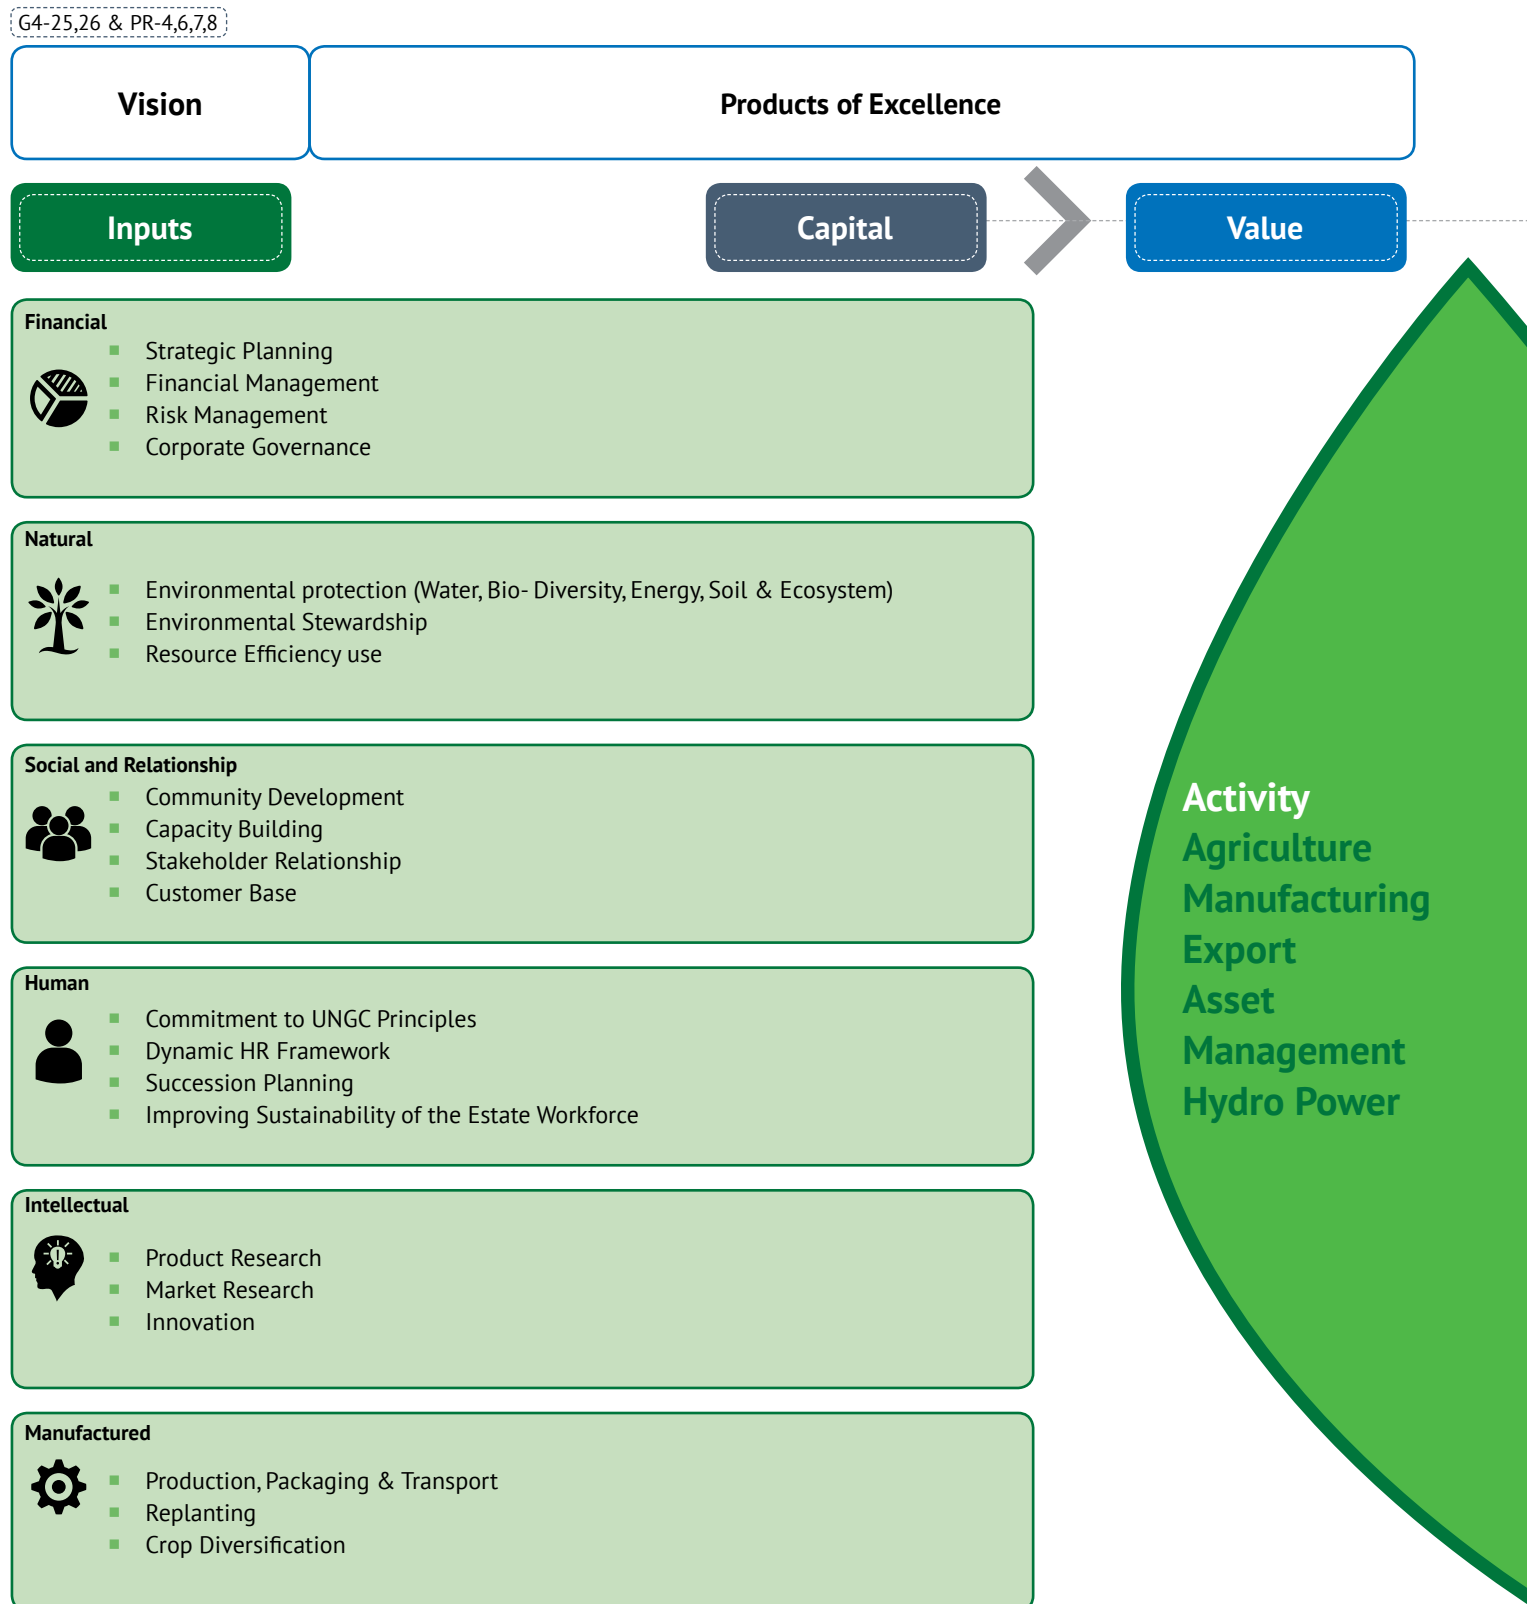 G4-25,26 & PR-4,6,7,8
Vision
Products of Excellence
Inputs
Capital
Value
Financial
Strategic Planning
Financial Management
Risk Management
Corporate Governance
Natural
Environmental protection (Water, Bio- Diversity, Energy, Soil & Ecosystem)
Environmental Stewardship
Resource Efficiency use
Social and Relationship
Community Development
Capacity Building
Stakeholder Relationship
Customer Base
Human
Commitment to UNGC Principles
Dynamic HR Framework
Succession Planning
Improving Sustainability of the Estate Workforce
Intellectual
Product Research
Market Research
Innovation
Manufactured
Production, Packaging & Transport
Replanting
Crop Diversification
Activity
Agriculture
Manufacturing
Export
Asset
Management
Hydro Power